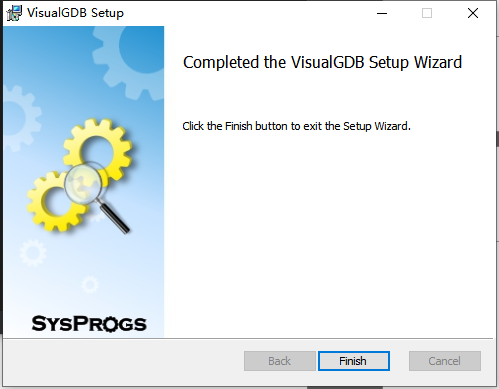 VisualGDB Setup
Completed the VisualGDB Setup Wizard
Click the Finish button to exit the Setup Wizard.
SYSPROGS
Back
Finish
Cancel